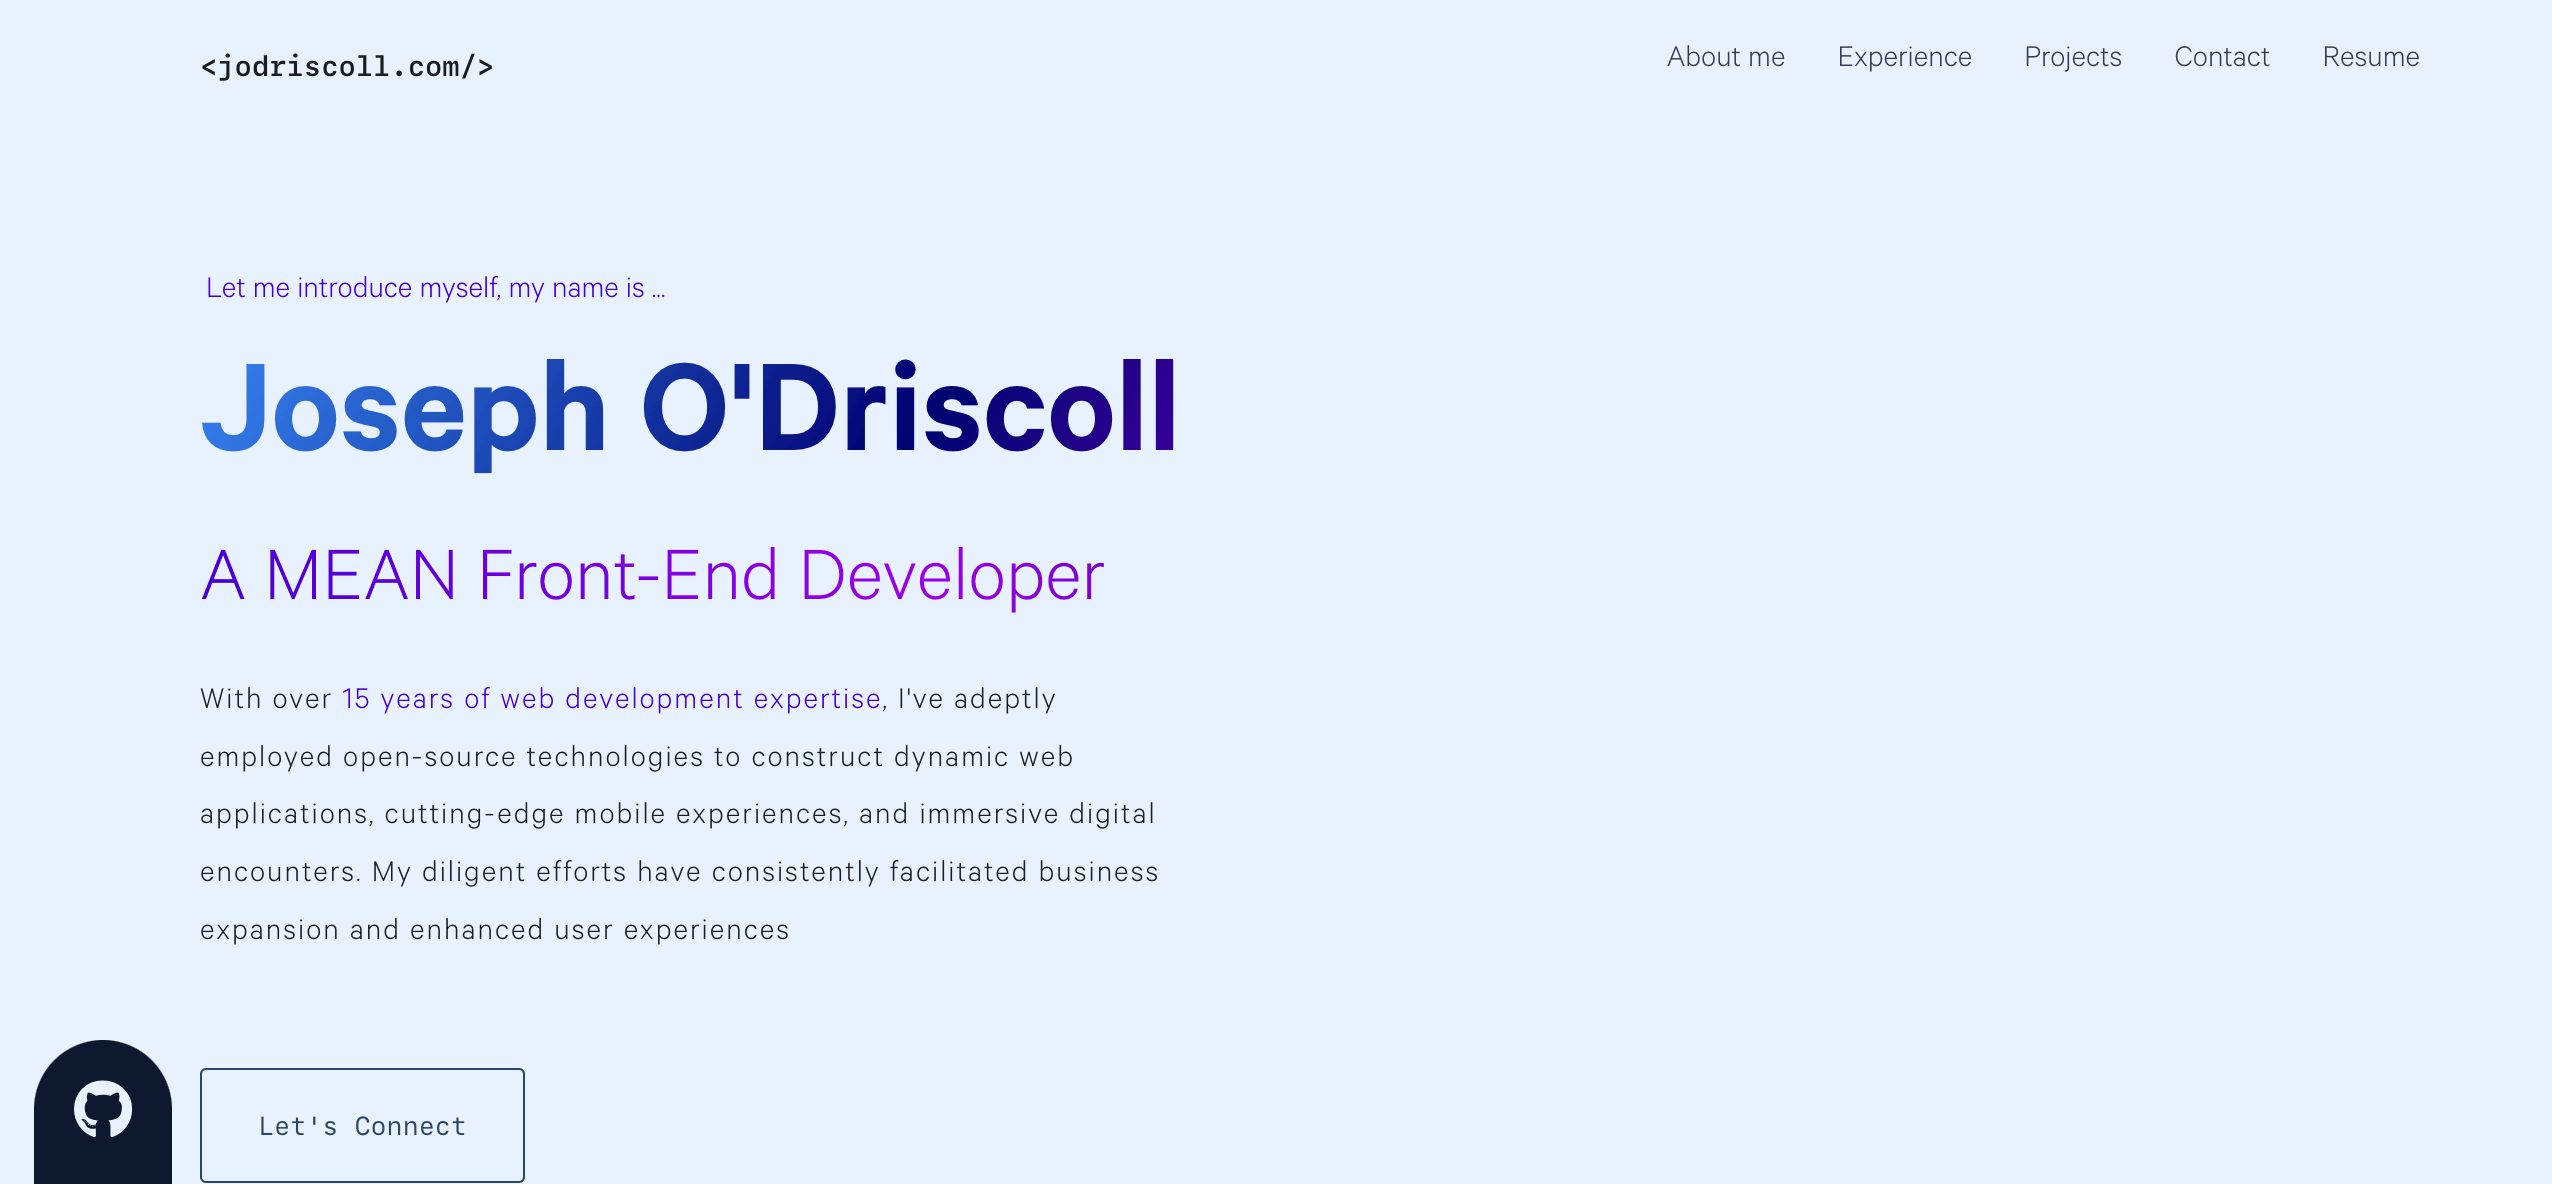 <jodriscoll.com/>
About me Experience Projects Contact Resume
Let me introduce myself, my name is ...
Joseph O'Driscoll
A MEAN Front-End Developer
With over 15 years of web development expertise, I've adeptly
employed open-source technologies to construct dynamic web
applications, cutting-edge mobile experiences, and immersive digital
encounters. My diligent efforts have consistently facilitated business
expansion and enhanced user experiences
Let's Connect